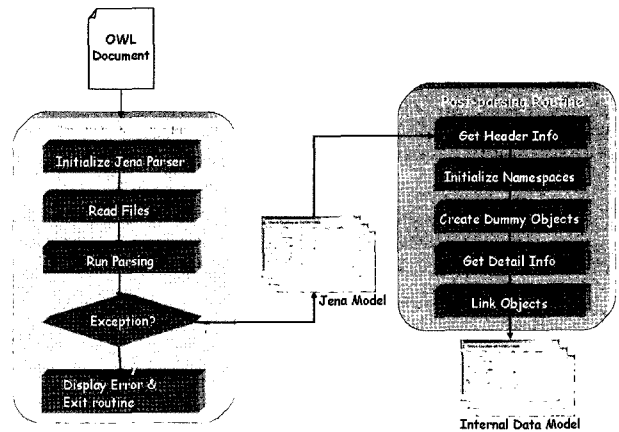 OWL
Document
Initialize Jena Parser
Read Files
Run Parsing
Exception?
Display Error &
Exit routine
Jena Model
Post-parsing Routine
Get Header Info
Initialize Namespaces
Create Dummy Objects
Get Detail Info
Link Objects
Internal Data Model